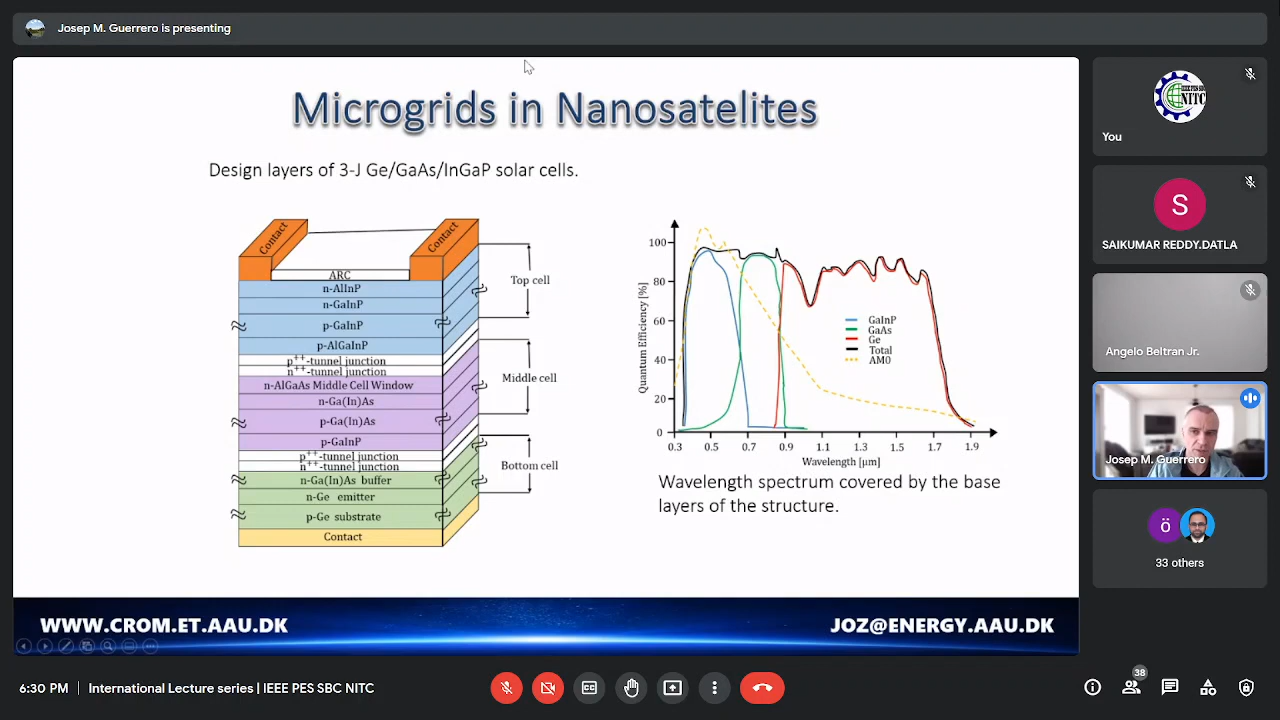 Josep M. Guerrero is presenting
Microgrids in Nanosatelites
Design layers of 3-J Ge/GaAs/InGaP solar cells.
Contact
Contact
ARC
n-AlInP
n-GaInP
p-GaInP
p-AlGaInP
p++-tunnel junction
n++-tunnel junction
n-AlGaAs Middle Cell Window
n-Ga(In)As
p-Ga(In)As
p-GaInP
p++-tunnel junction
n++-tunnel junction
n-Ga(In)As buffer
n-Ge emitter
p-Ge substrate
Contact
Top cell
Middle cell
Bottom cell
Quantum Efficiency [%]
100
80
60
40
20
0
GaInP
GaAs
Ge
Total
AM0
0.3 0.5 0.7 0.9 1.1 1.3 1.5 1.7 1.9
Wavelength [μm]
Wavelength spectrum covered by the base
layers of the structure.
WWW.CROM.ET.AAU.DK
JOZ@ENERGY.AAU.DK
NITC
You
S
SAIKUMAR REDDY.DATLA
Angelo Beltran Jr.
Josep M. Guerrero
ö
33 others
6:30 PM | International Lecture series | IEEE PES SBC NITC
38